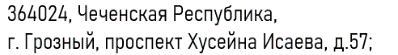 364024, Чеченская Республика,
г. Грозный, проспект Хусейна Исаева, д.57;